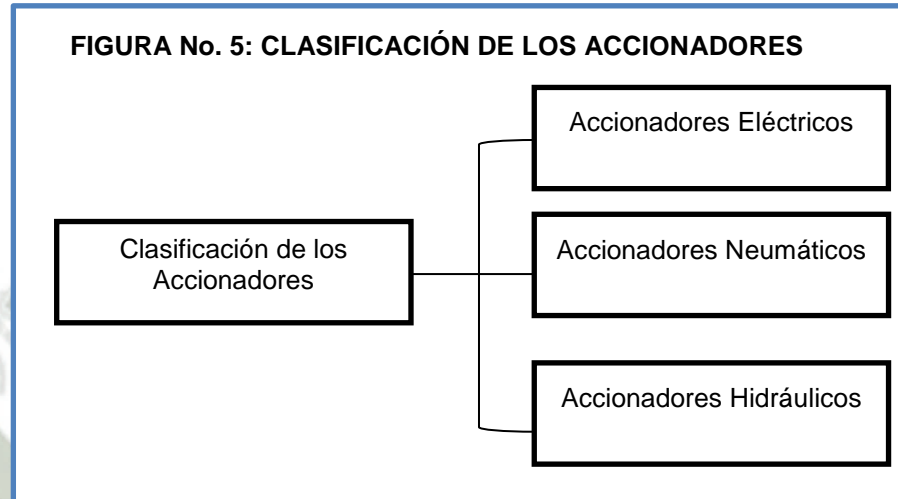 FIGURA No. 5: CLASIFICACIÓN DE LOS ACCIONADORES
Accionadores Eléctricos
Clasificación de los
Accionadores
Accionadores Neumáticos
Accionadores Hidráulicos